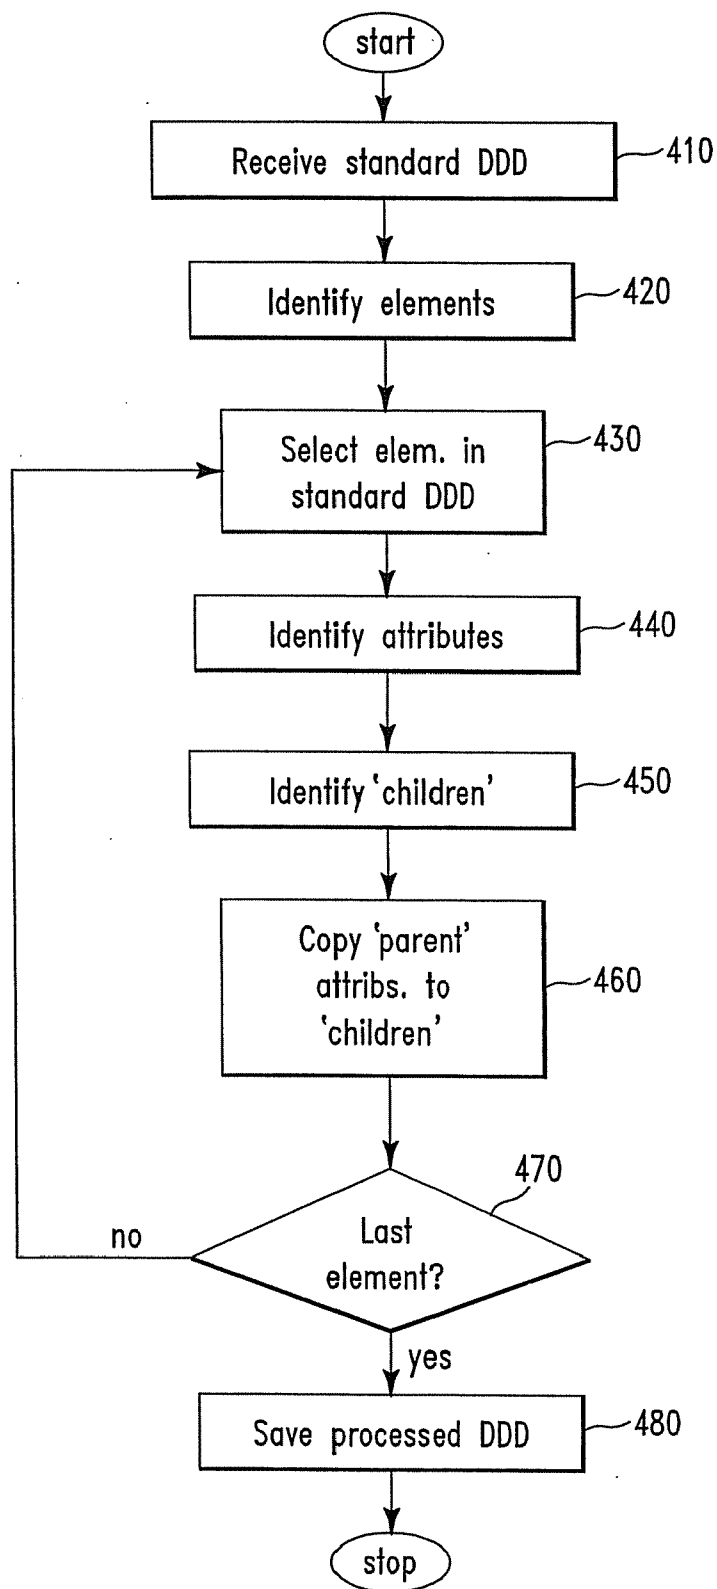 start
Receive standard DDD
410
Identify elements
420
Select elem. in
standard DDD
430
Identify attributes
440
Identify 'children'
450
Copy 'parent'
attribs. to
'children'
460
470
Last
element?
no
yes
Save processed DDD
480
stop